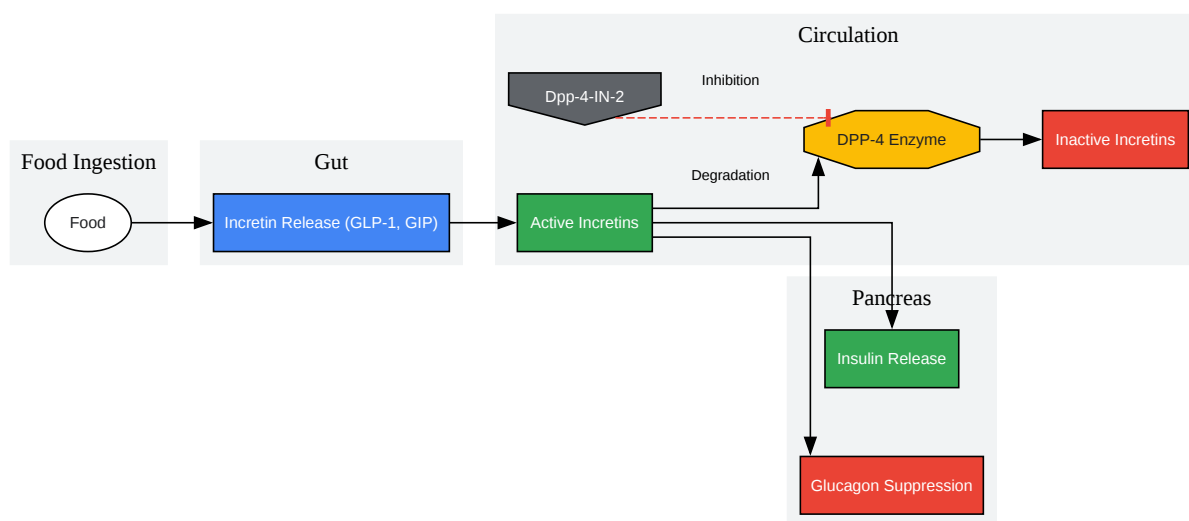 Circulation
Dpp-4-IN-2
Inhibition
DPP-4 Enzyme
Inactive Incretins
Food Ingestion
Gut
Degradation
Food
Incretin Release (GLP-1, GIP)
Active Incretins
Pancreas
Insulin Release
Glucagon Suppression